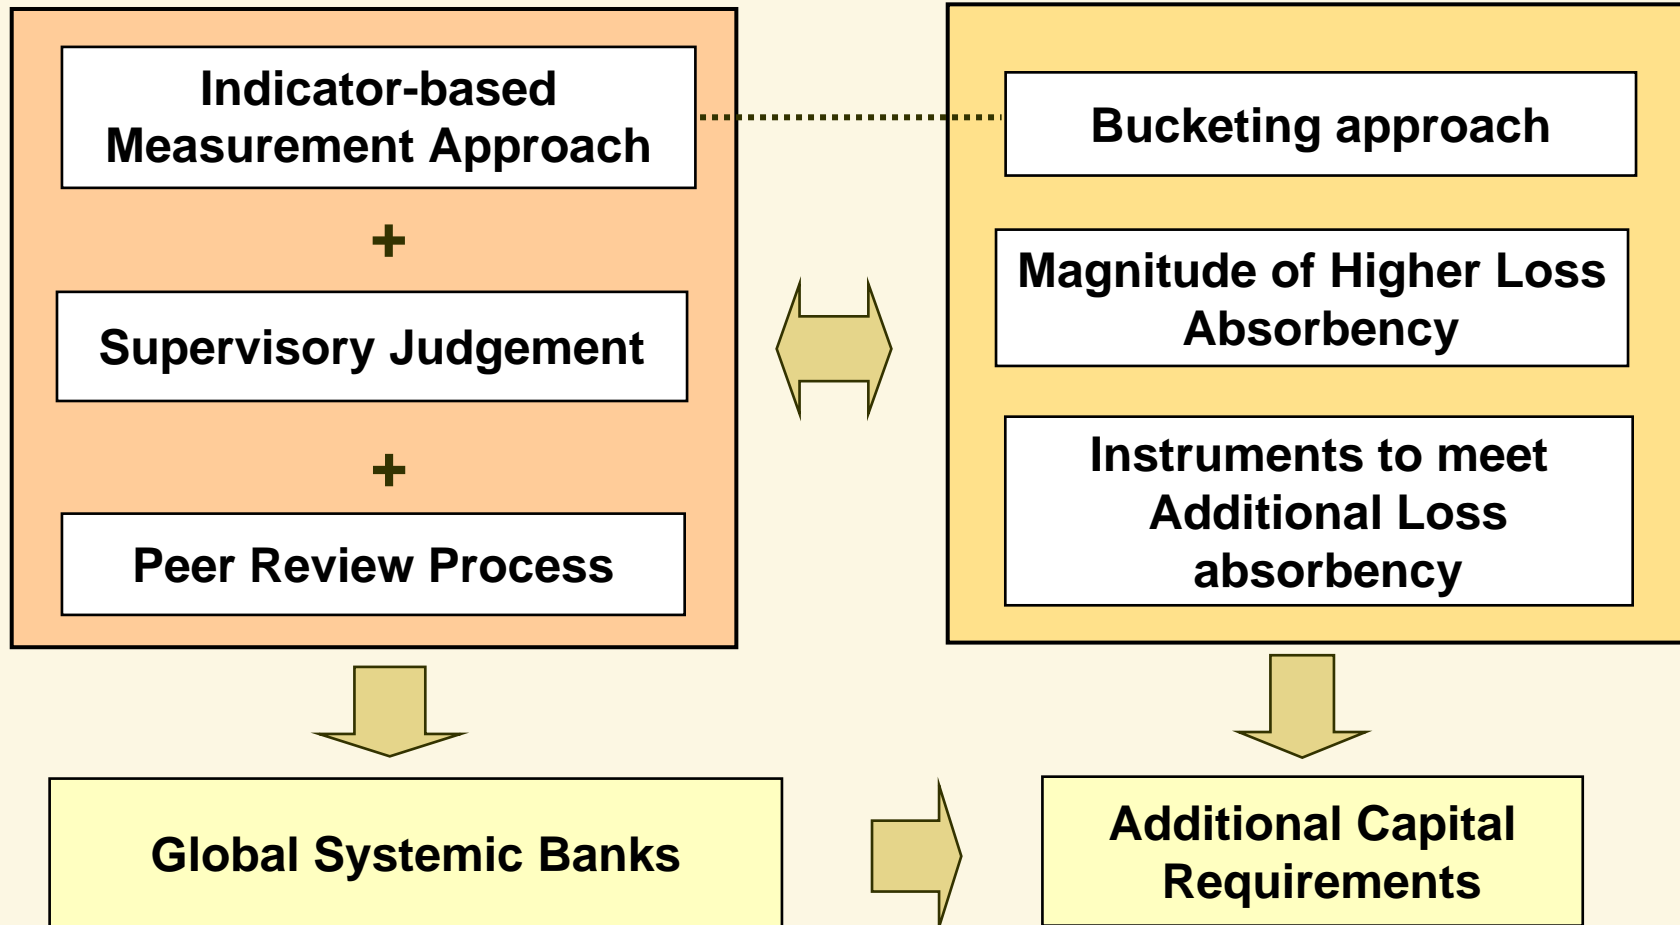 Indicator-based
Measurement Approach
+
Supervisory Judgement
+
Peer Review Process
Bucketing approach
Magnitude of Higher Loss
Absorbency
Instruments to meet
Additional Loss
absorbency
Global Systemic Banks
Additional Capital
Requirements